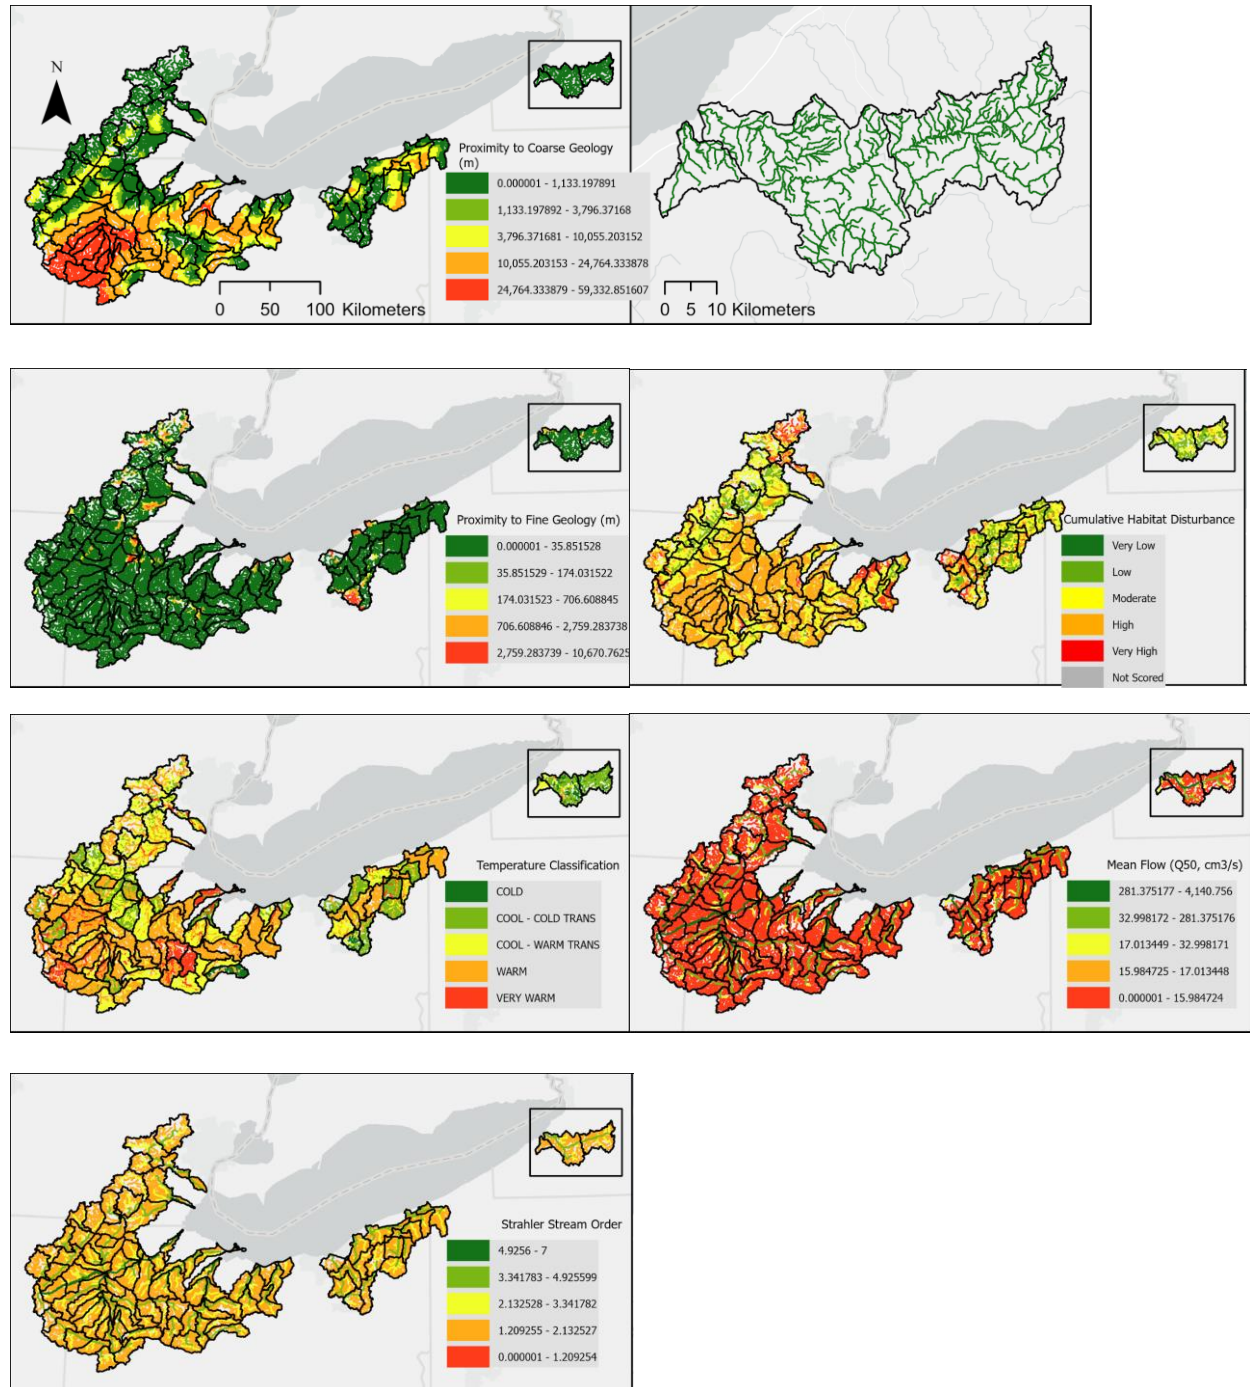 N
Proximity to Coarse Geology
(m)
0.000001 - 1,133.197891
1,133.197892 - 3,796.37168
3,796.371681 - 10,055.203152
10,055.203153 - 24,764.333878
24,764.333879 - 59,332.851607
0 50 100 Kilometers
0 5 10 Kilometers
Proximity to Fine Geology (m)
0.000001 - 35.851528
35.851529 - 174.031522
174.031523 - 706.608845
706.608846 - 2,759.283738
2,759.283739 - 10,670.7625
Cumulative Habitat Disturbance
Very Low
Low
Moderate
High
Very High
Not Scored
Temperature Classification
COLD
COOL - COLD TRANS
COOL - WARM TRANS
WARM
VERY WARM
Mean Flow (Q50, cm3/s)
281.375177 - 4,140.756
32.998172 - 281.375176
17.013449 - 32.998171
15.984725 - 17.013448
0.000001 - 15.984724
Strahler Stream Order
4.9256 - 7
3.341783 - 4.925599
2.132528 - 3.341782
1.209255 - 2.132527
0.000001 - 1.209254